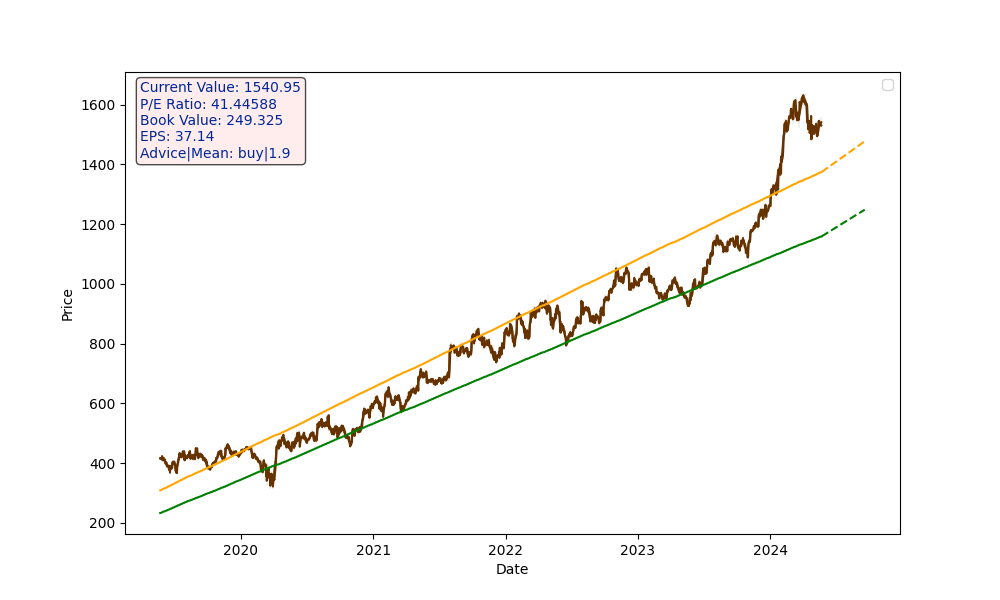 Current Value: 1540.95
P/E Ratio: 41.44588
Book Value: 249.325
EPS: 37.14
Advice|Mean: buy|1.9
1600
1400
1200
1000
800
600
400
200
Price
2020 2021 2022 2023 2024
Date